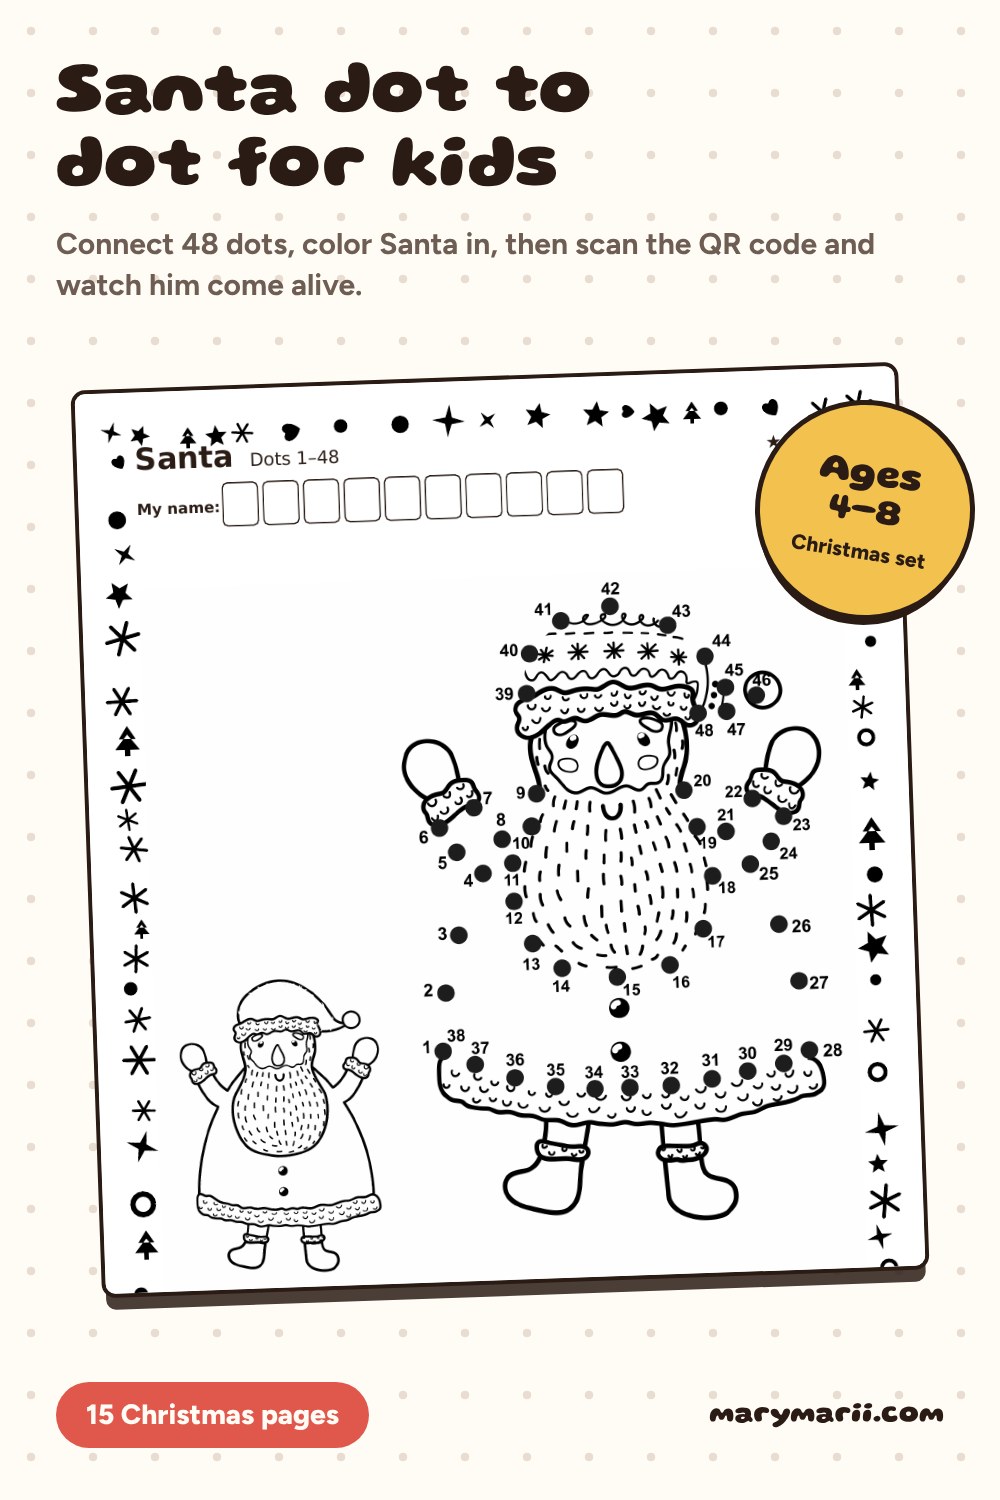 Santa dot to
dot for kids
Connect 48 dots, color Santa in, then scan the QR code and
watch him come alive.
Santa Dots 1–48
My name:
Ages
4–8
Christmas set
42
41 43
40 44
39 45 46
48 47
7 9 20 22
6 8 10 19 21 23
5 4 11 18 25 24
12
3 13 17 26
14 15 16
2 27
1 38 37 36 35 34 33 32 31 30 29 28
15 Christmas pages
marymarii.com